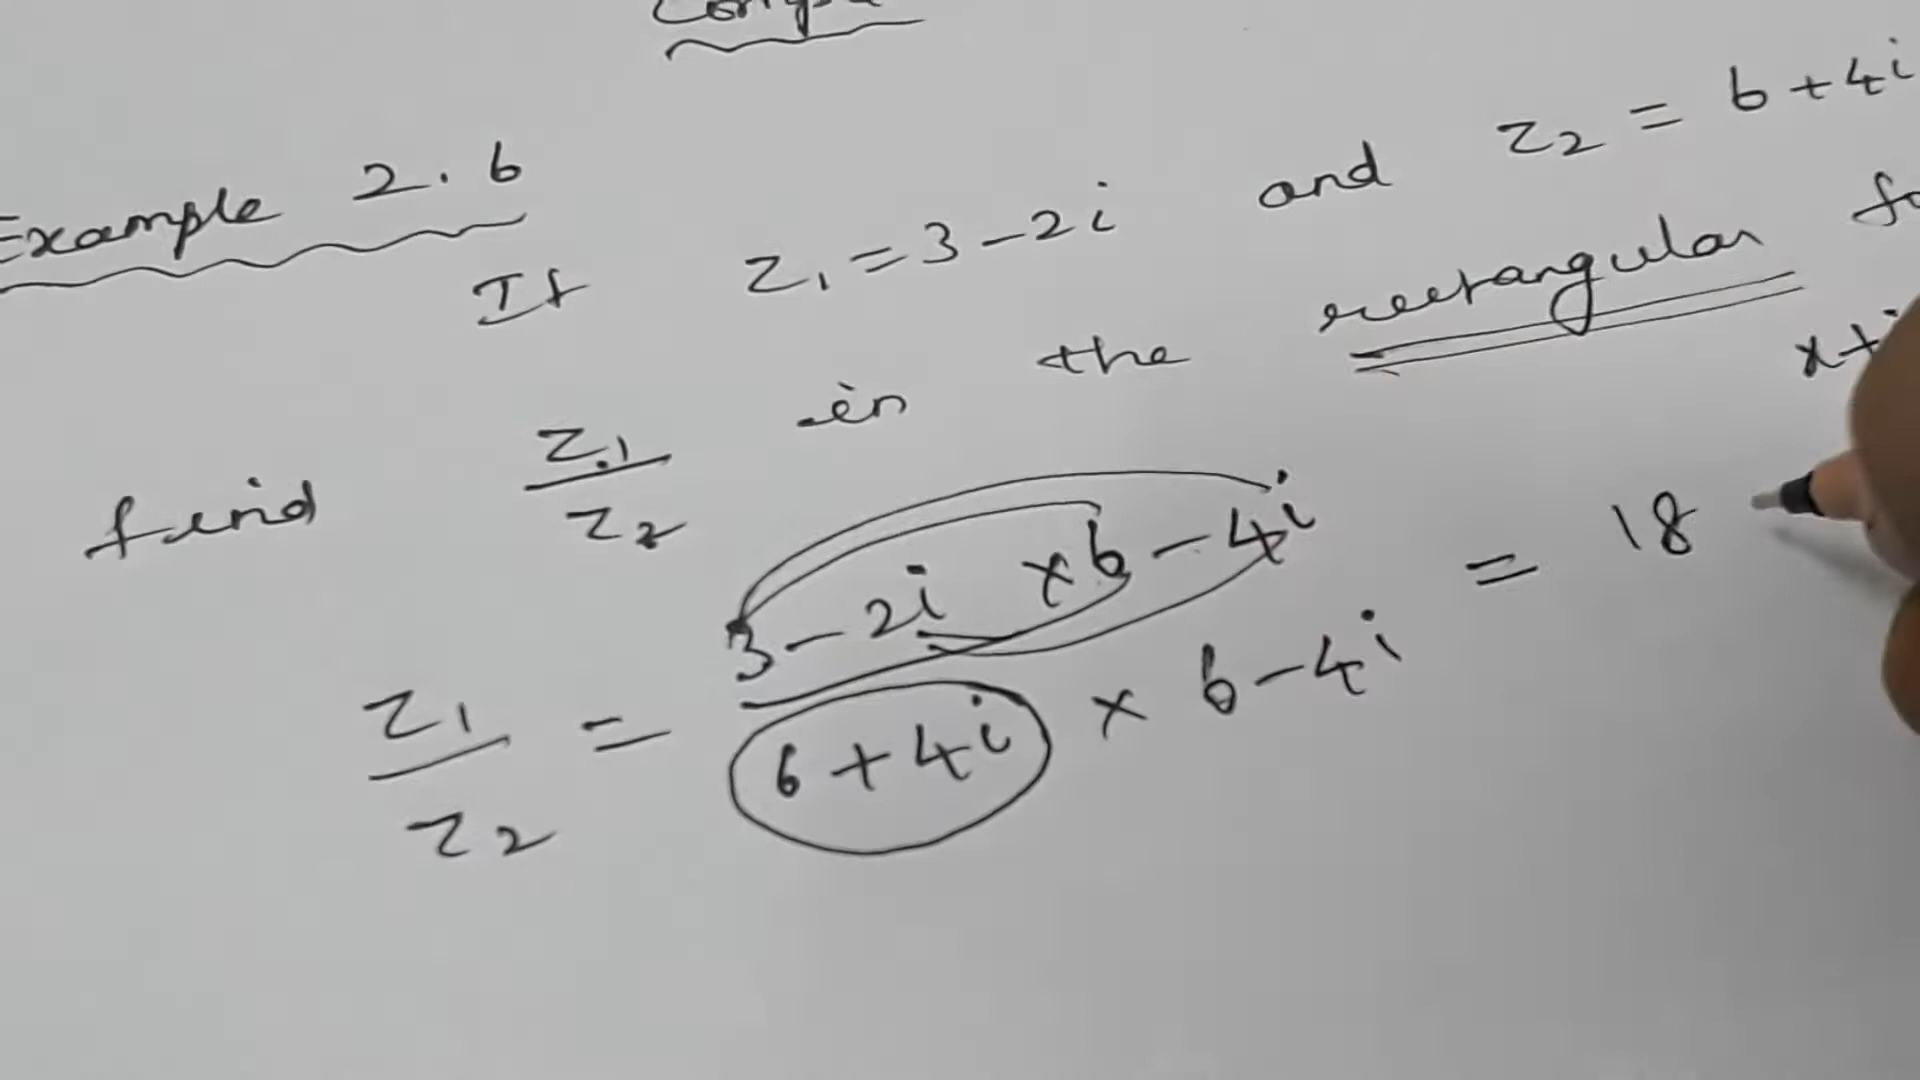 Example 2.6
If z₁ = 3 - 2i and z₂ = 6 + 4i
find z₁/z₂ in the rectangular
x+i
z₁/z₂ = 3 - 2i × 6 - 4i / 6 + 4i × 6 - 4i = 18